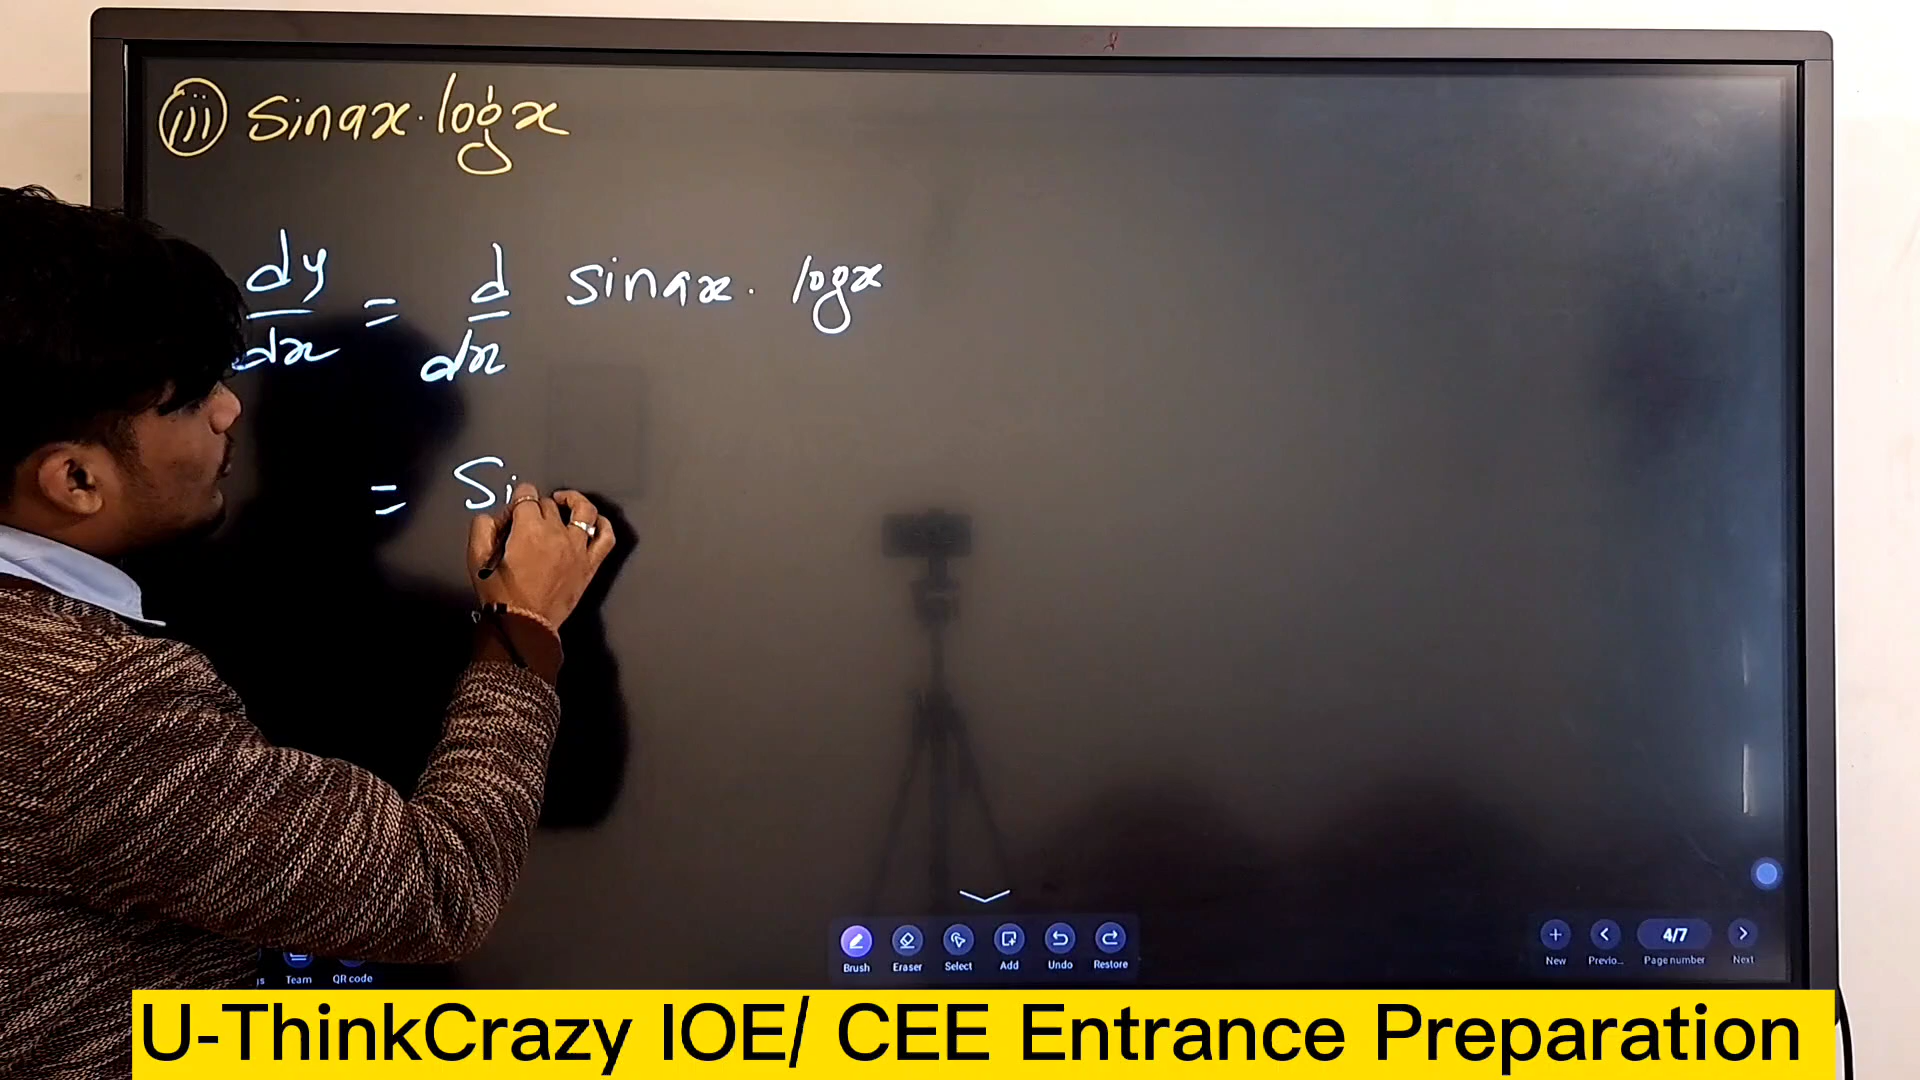 (iii) sinax . logx
dy/dx = d/dx sinax . logx
= Si
Team QR code
Brush Eraser Select Add Undo Restore
New Previo... 4/7 Page number Next
U-ThinkCrazy IOE/ CEE Entrance Preparation